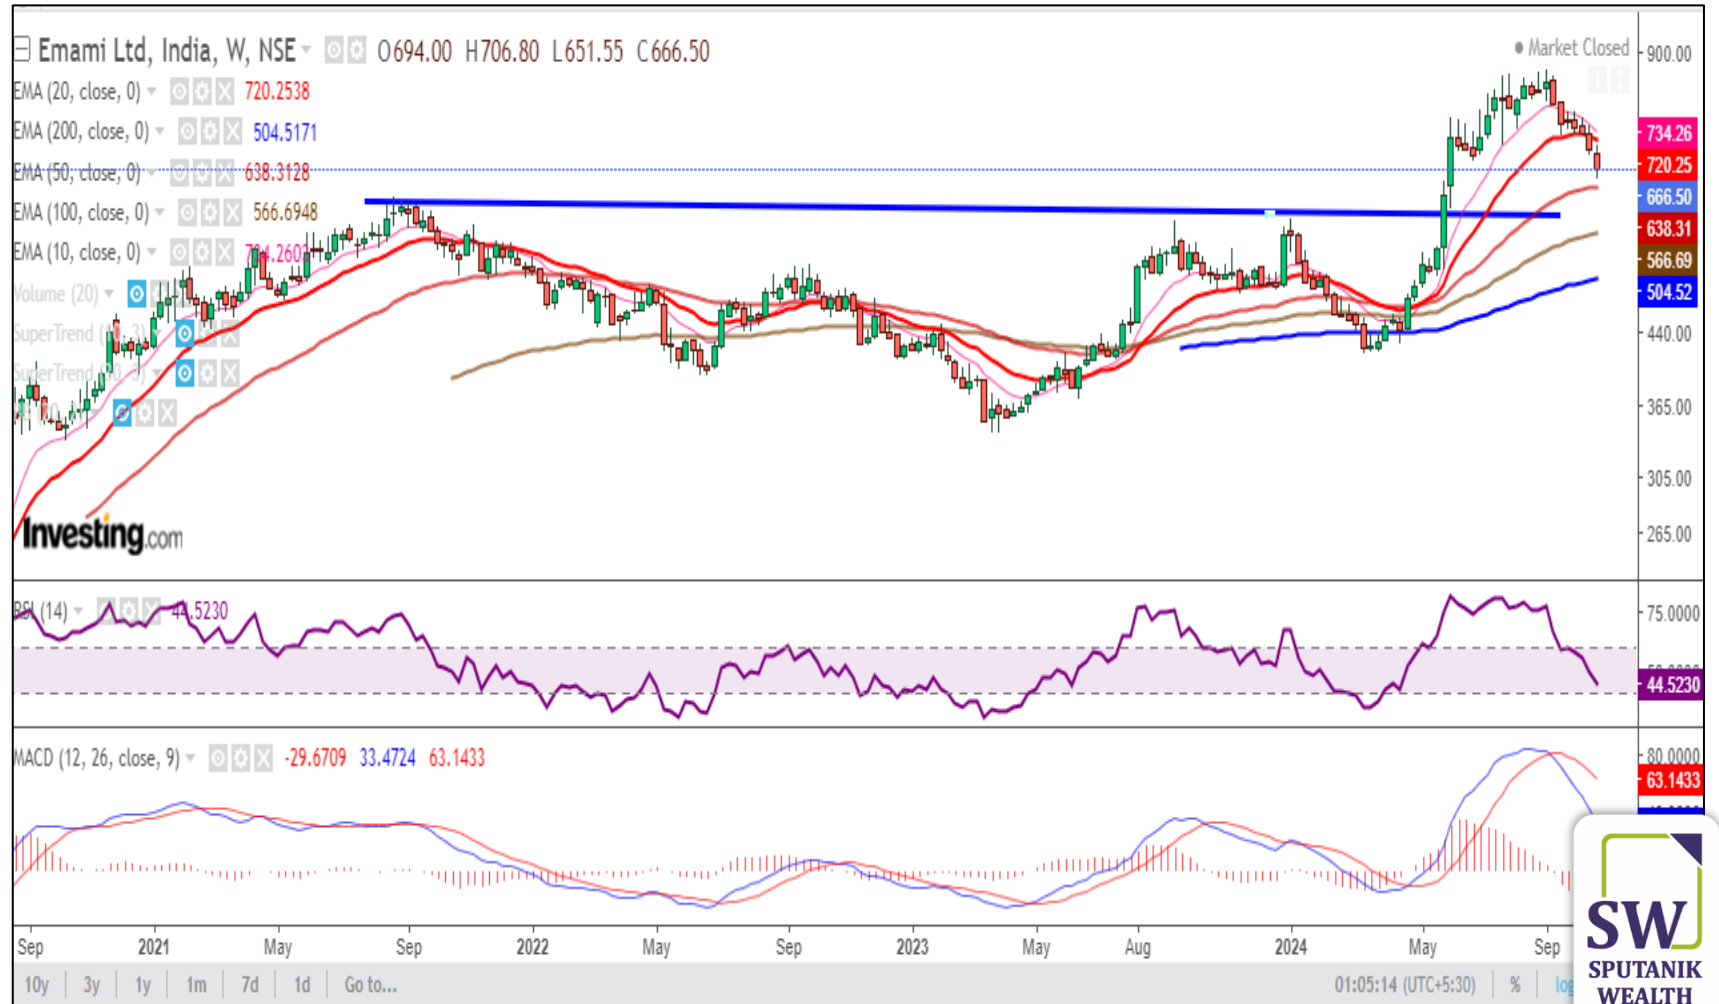 Emami Ltd, India, W, NSE O694.00 H706.80 L651.55 C666.50
Market Closed
EMA (20, close, 0) 720.2538
EMA (200, close, 0) 504.5171
EMA (50, close, 0) 638.3128
EMA (100, close, 0) 566.6948
EMA (10, close, 0) 734.2602
Volume (20)
SuperTrend
SuperTrend
900.00
734.26
720.25
666.50
638.31
566.69
504.52
440.00
365.00
305.00
265.00
Investing.com
RSI (14) 44.5230
75.0000
44.5230
MACD (12, 26, close, 9) -29.6709 33.4724 63.1433
80.0000
63.1433
Sep 2021 May Sep 2022 May Sep 2023 May Aug 2024 May Sep
10y 3y 1y 1m 7d 1d Go to... 01:05:14 (UTC+5:30) %
SW
SPUTANIK
WEALTH